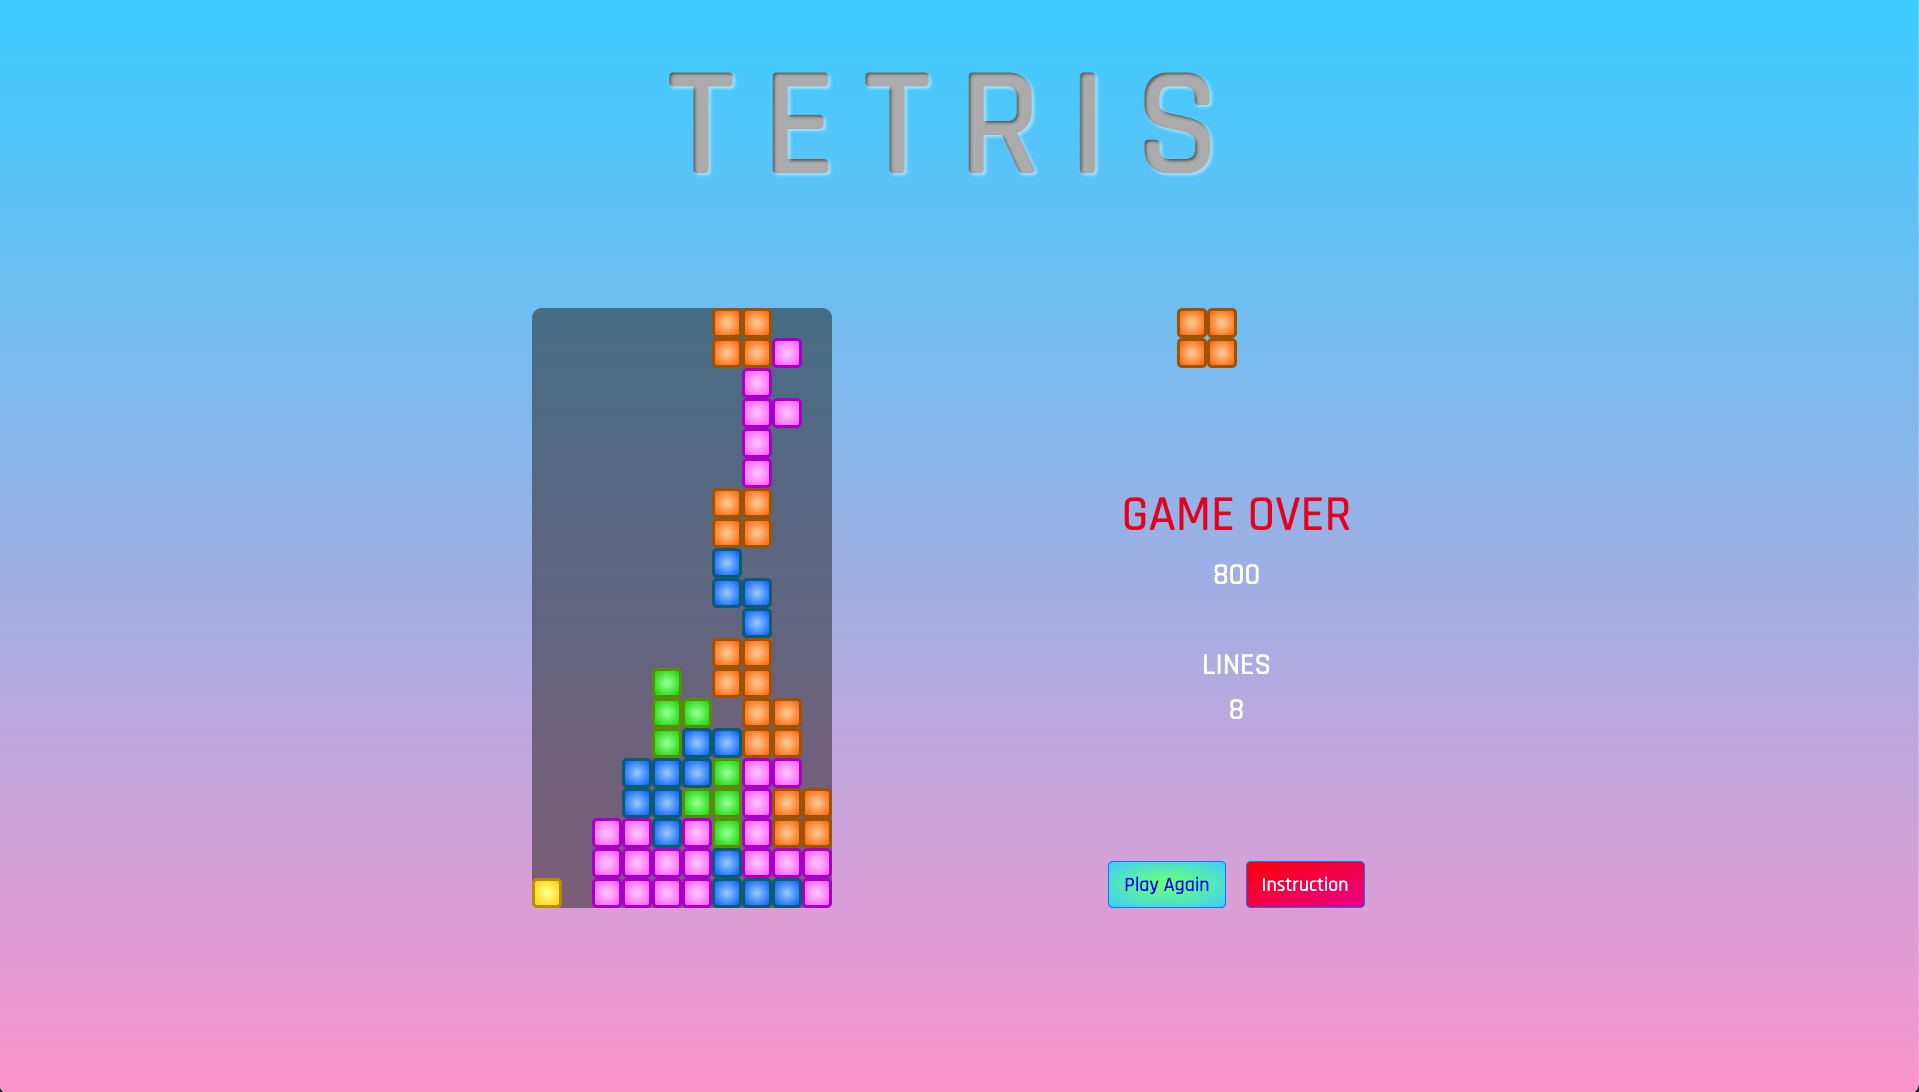 TETRIS
GAME OVER
800
LINES
8
Play Again
Instruction